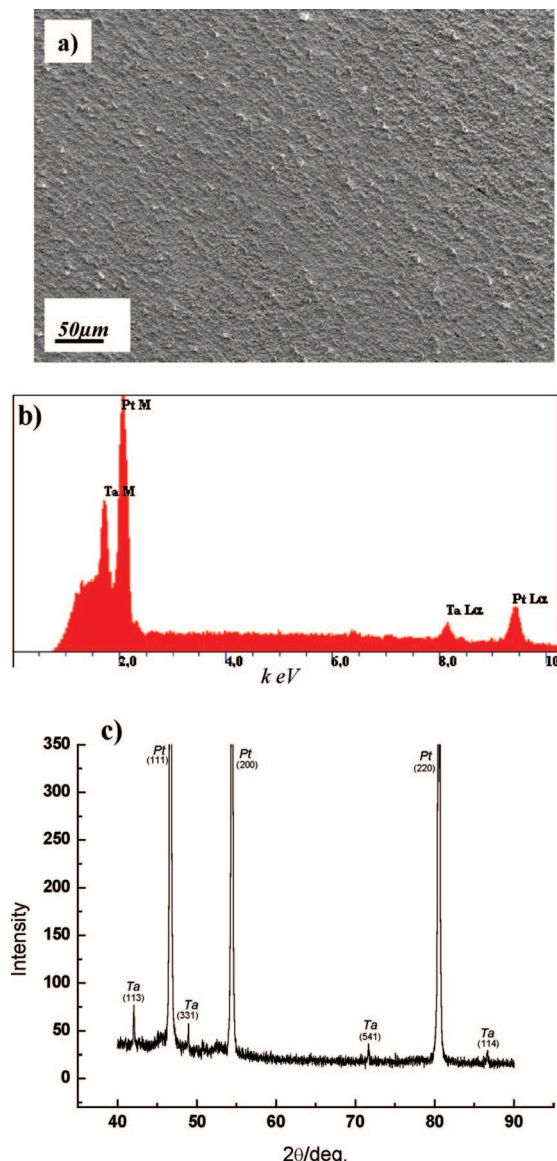 a)
50μm
b)
Pt M
Ta M
Ta Lα
Pt Lα
2,0 4,0 6,0 8,0 10
k eV
c)
350
300
250
200
150
100
50
0
Intensity
Pt
(111)
Pt
(200)
Pt
(220)
Ta
(113)
Ta
(331)
Ta
(541)
Ta
(114)
40 50 60 70 80 90
2θ/deg.